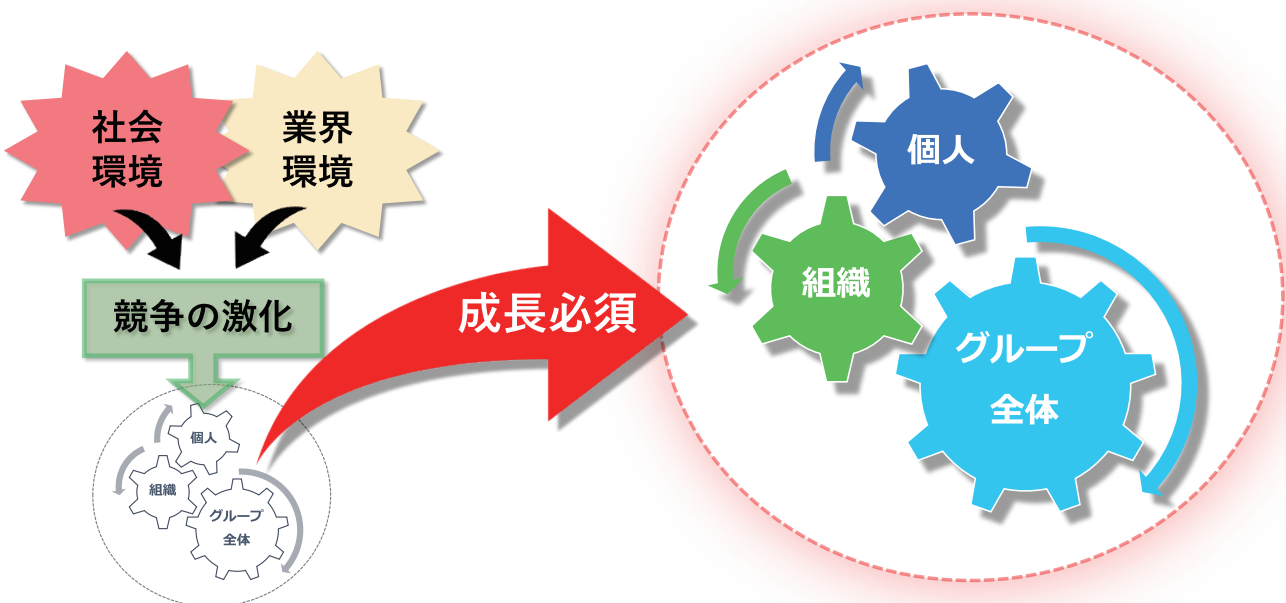 社会
環境
業界
環境
競争の激化
個人
組織
グループ
全体
成長必須
個人
組織
グループ
全体